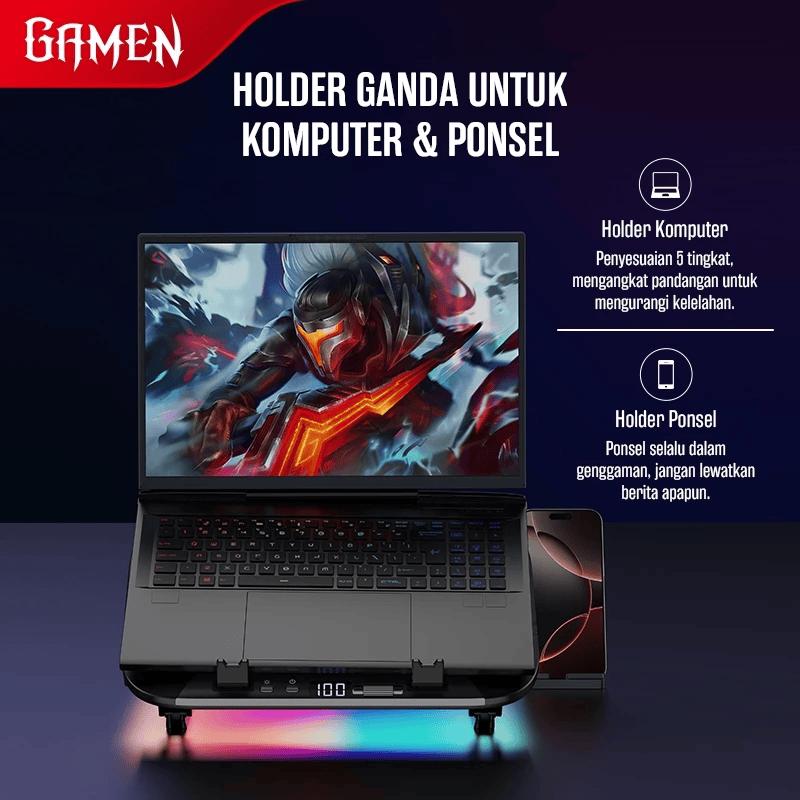 GAMEN
HOLDER GANDA UNTUK
KOMPUTER & PONSEL
Holder Komputer
Penyesuaian 5 tingkat,
mengangkat pandangan untuk
mengurangi kelelahan.
Holder Ponsel
Ponsel selalu dalam
genggaman, jangan lewatkan
berita apapun.
100